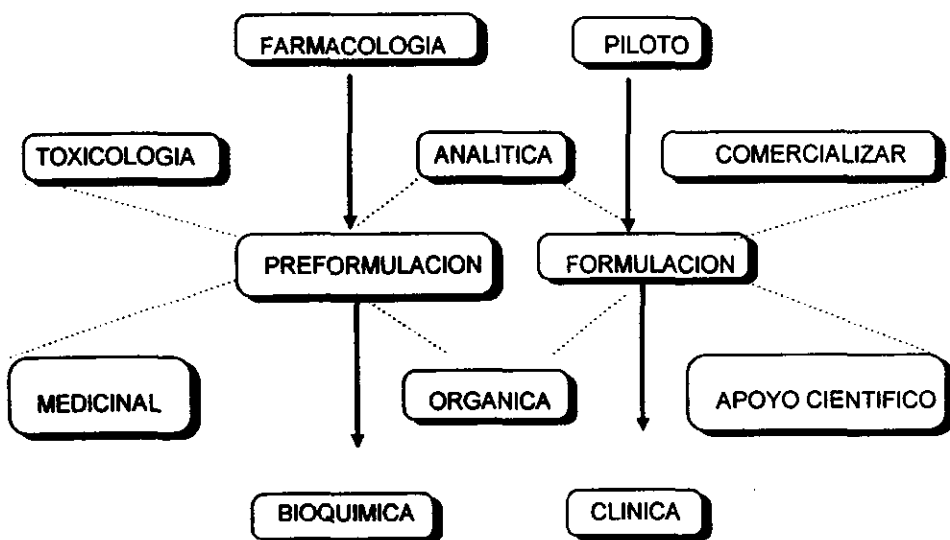 FARMACOLOGIA
PILOTO
TOXICOLOGIA
ANALITICA
COMERCIALIZAR
PREFORMULACION
FORMULACION
MEDICINAL
ORGANICA
APOYO CIENTIFICO
BIOQUIMICA
CLINICA